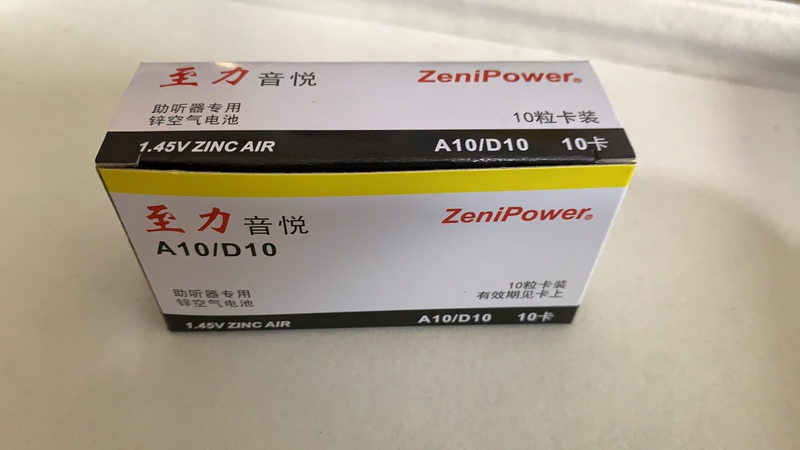 至力音悦 ZeniPower®
助听器专用
锌空气电池 10粒卡装
1.45V ZINC AIR A10/D10 10卡
至力音悦 ZeniPower®
A10/D10
助听器专用 10粒卡装
锌空气电池 有效期见卡上
1.45V ZINC AIR A10/D10 10卡